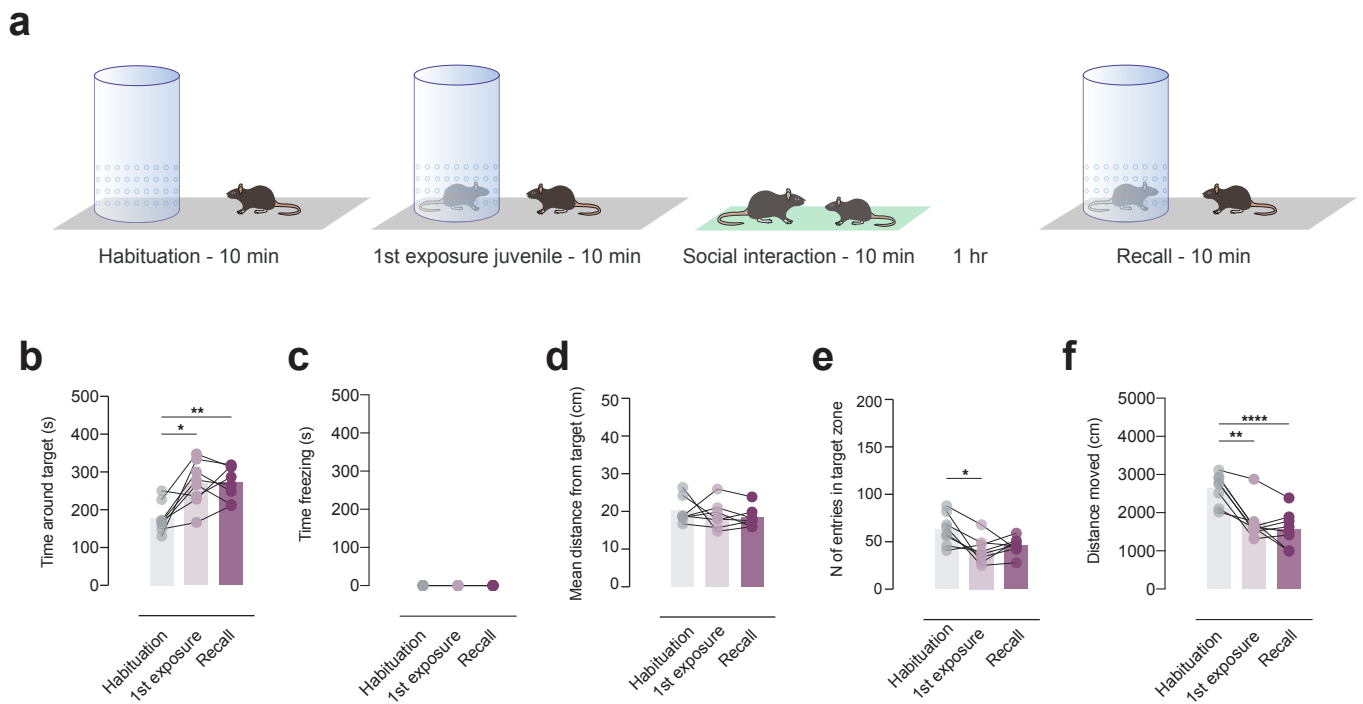 a
Habituation - 10 min
1st exposure juvenile - 10 min
Social interaction - 10 min
1 hr
Recall - 10 min
b
Time around target (s)
500
400
300
200
100
0
**
*
Habituation
1st exposure
Recall
c
Time freezing (s)
500
400
300
200
100
0
Habituation
1st exposure
Recall
d
Mean distance from target (cm)
50
40
30
20
10
0
Habituation
1st exposure
Recall
e
N of entries in target zone
200
150
100
50
0
*
Habituation
1st exposure
Recall
f
Distance moved (cm)
5000
4000
3000
2000
1000
0
****
**
Habituation
1st exposure
Recall